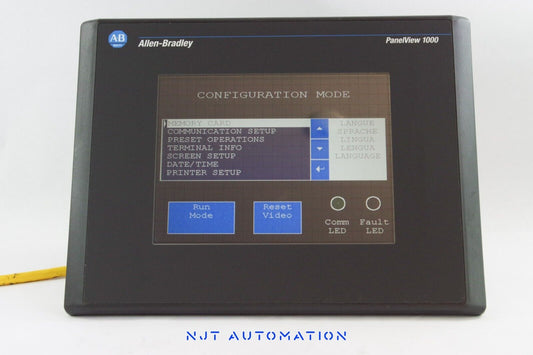 AB
Allen-Bradley
PanelView 1000
CONFIGURATION MODE
MEMORY CARD
COMMUNICATION SETUP
PRESET OPERATIONS
TERMINAL INFO
SCREEN SETUP
DATE/TIME
PRINTER SETUP
LANGUE
SPRACHE
LINGUA
LENGUA
LANGUAGE
Run
Mode
Reset
Video
Comm
LED
Fault
LED
NJT AUTOMATION